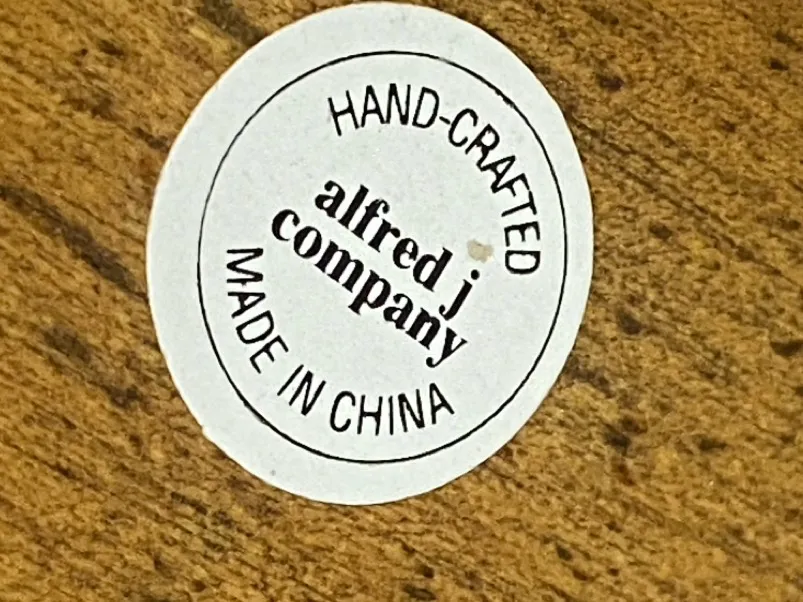 HAND-CRAFTED
alfred j
company
MADE IN CHINA